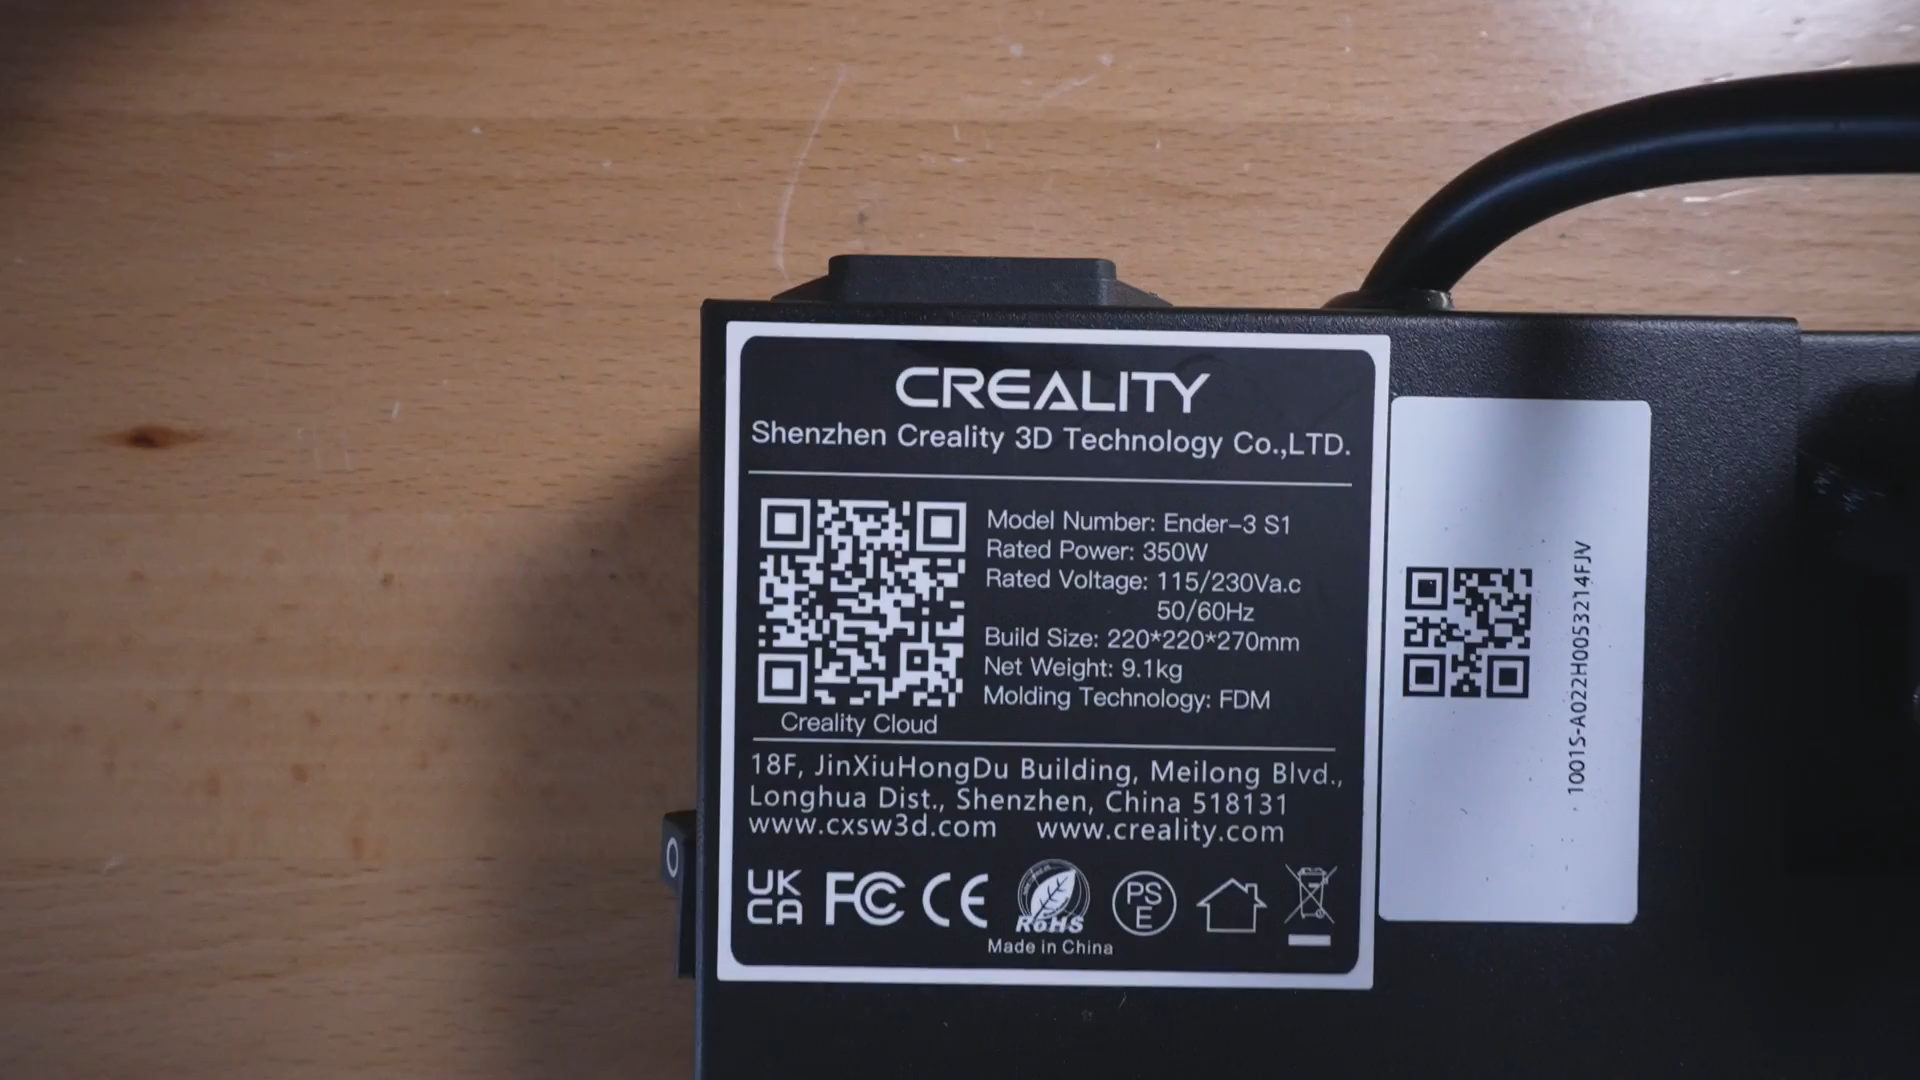 CREALITY
Shenzhen Creality 3D Technology Co.,LTD.
Model Number: Ender-3 S1
Rated Power: 350W
Rated Voltage: 115/230Va.c
50/60Hz
Build Size: 220*220*270mm
Net Weight: 9.1kg
Molding Technology: FDM
Creality Cloud
18F, JinXiuHongDu Building, Meilong Blvd.,
Longhua Dist., Shenzhen, China 518131
www.cxsw3d.com www.creality.com
UK
CA
FC CE
RoHS
PS
E
Made in China
1001S-A022H0053214FJV
O